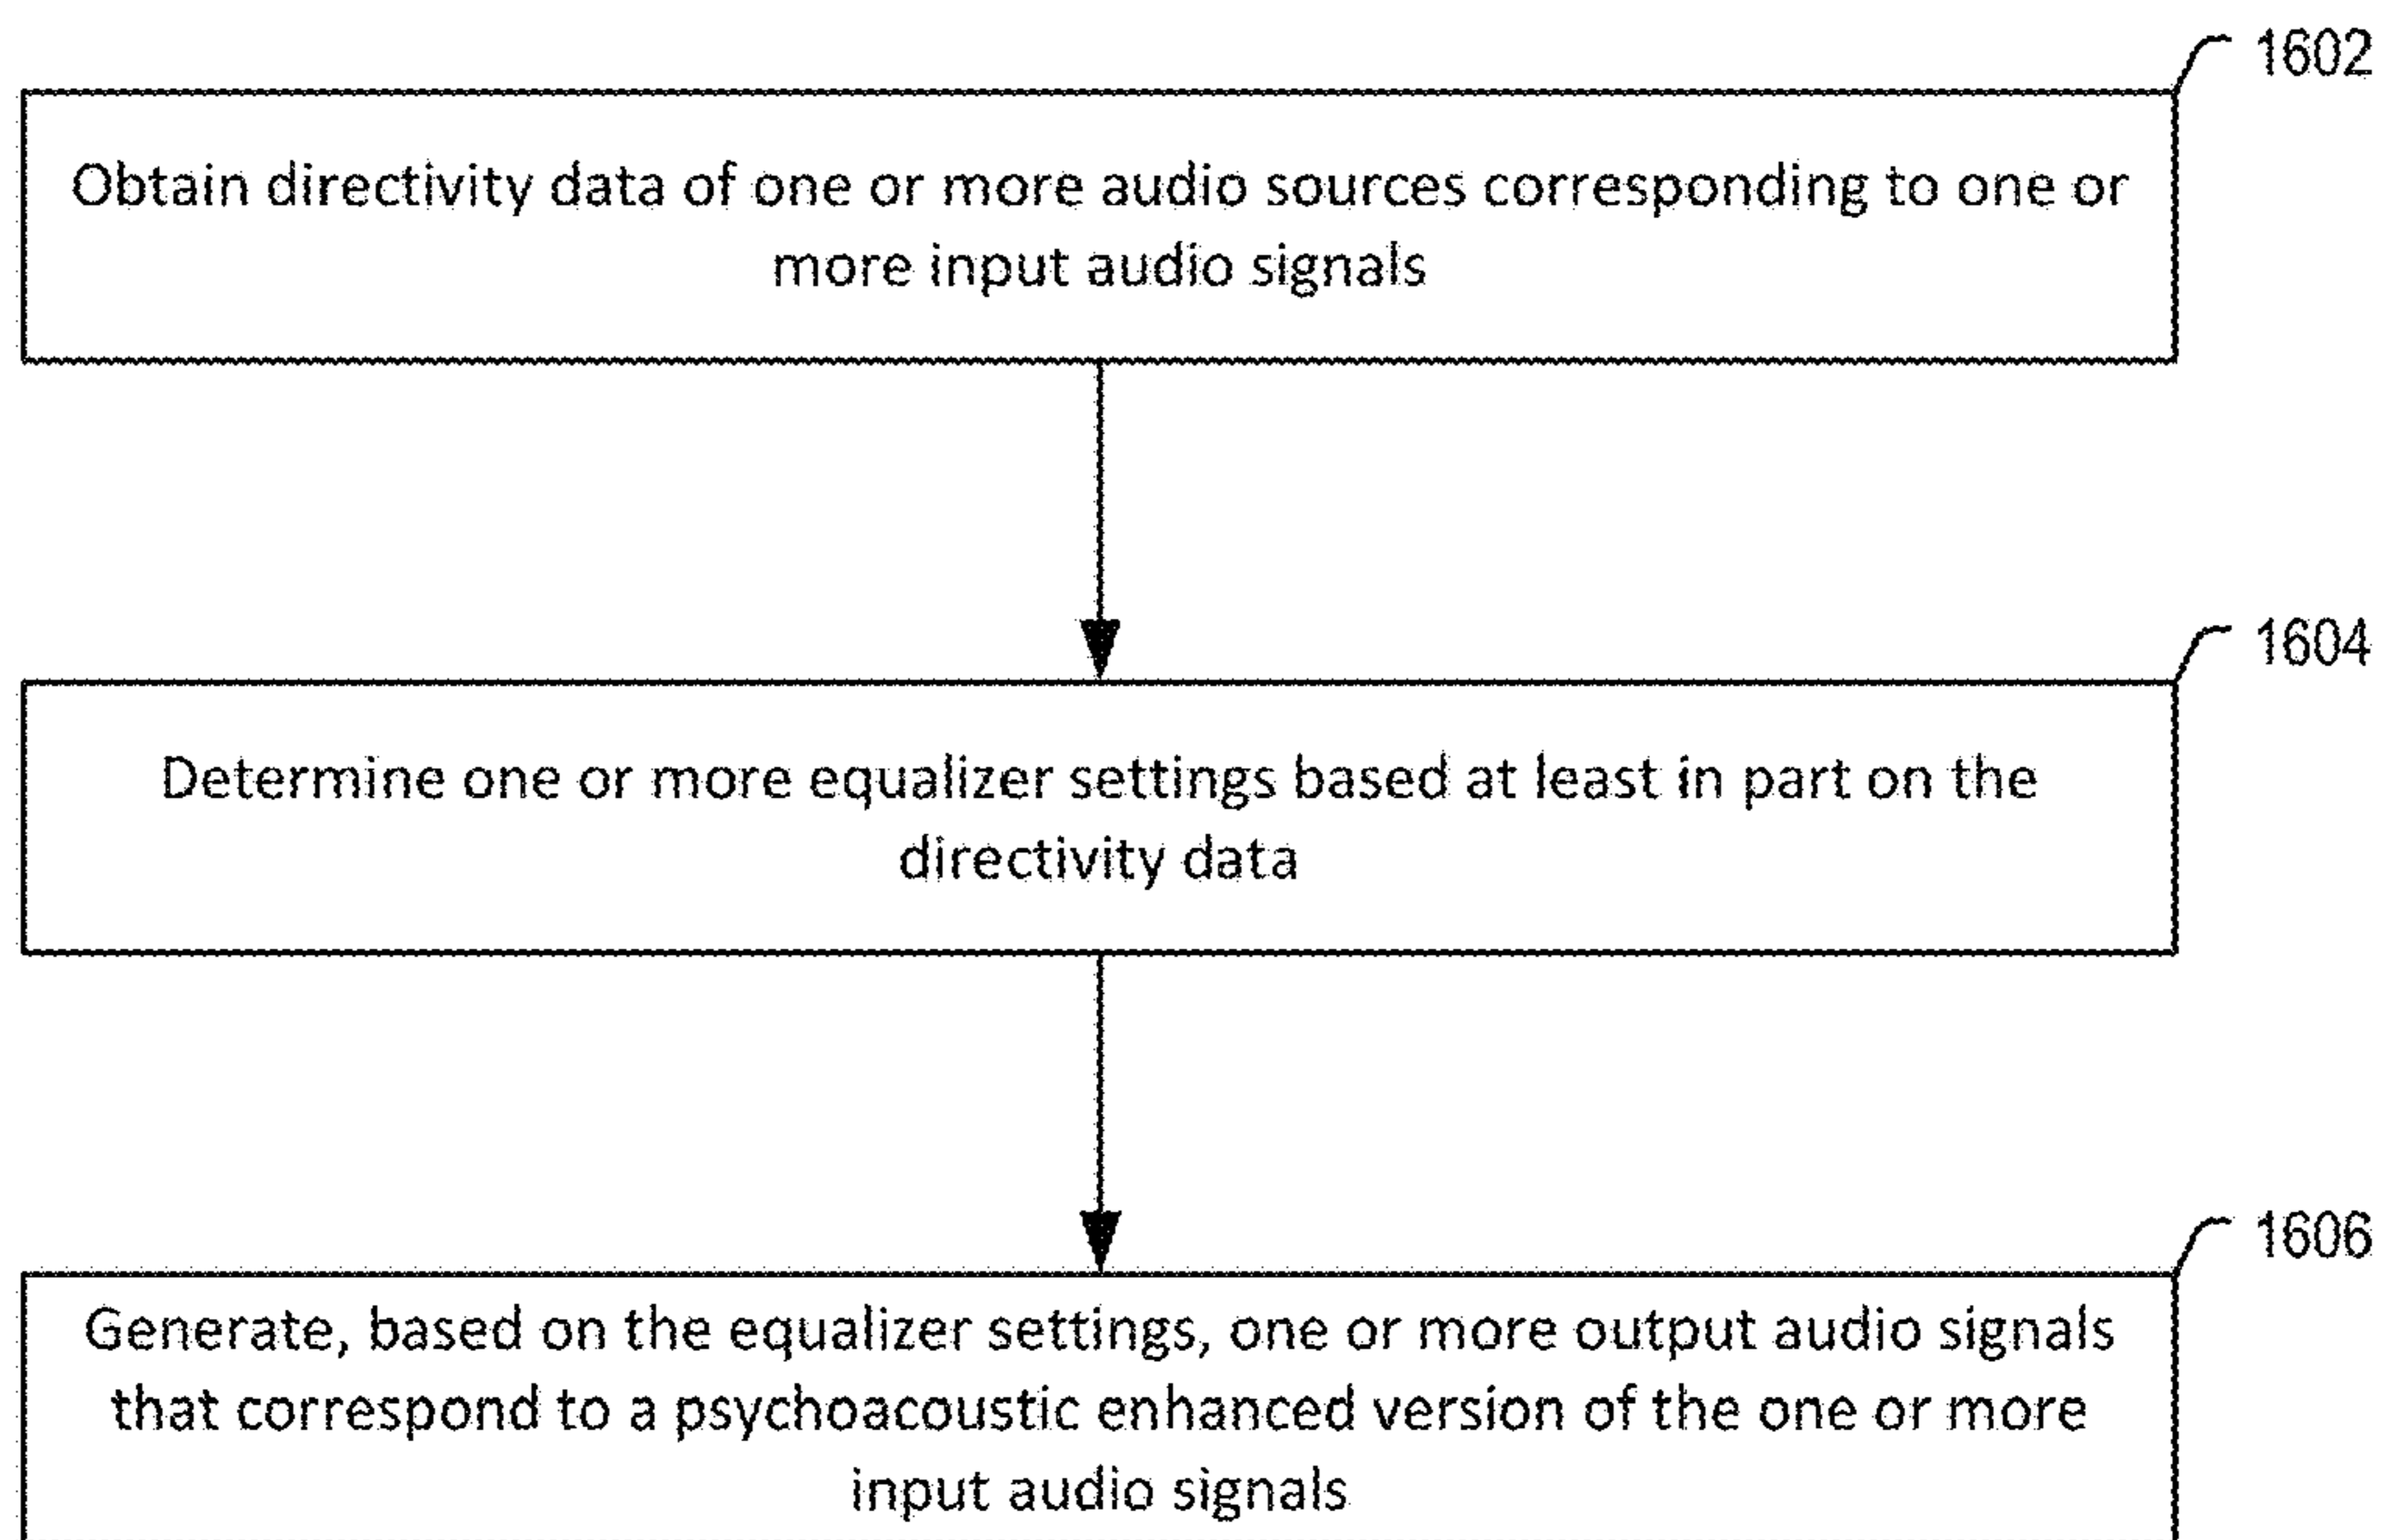 1602
Obtain directivity data of one or more audio sources corresponding to one or
more input audio signals
1604
Determine one or more equalizer settings based at least in part on the
directivity data
1606
Generate, based on the equalizer settings, one or more output audio signals
that correspond to a psychoacoustic enhanced version of the one or more
input audio signals